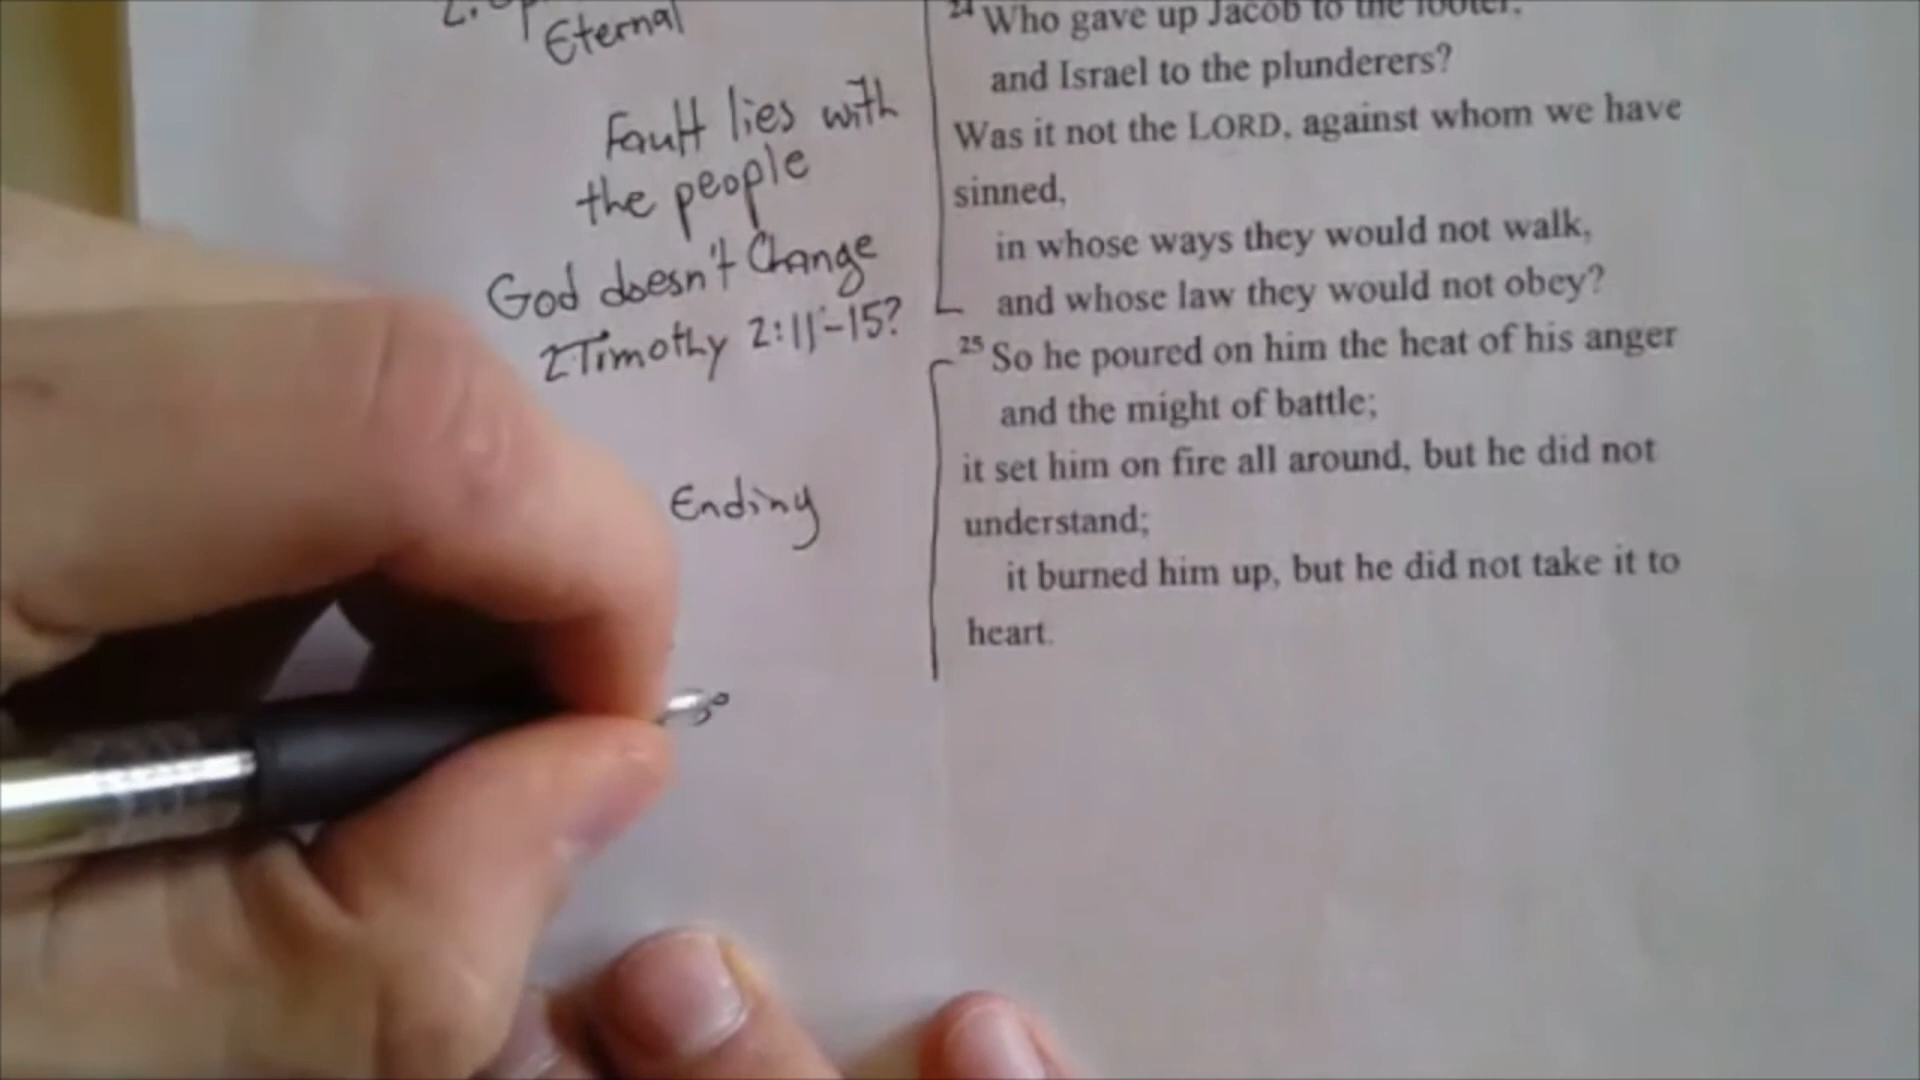 Eternal
Fault lies with
the people
God doesn't Change
2 Timothy 2:11-15?
Ending
24 Who gave up Jacob to the looter,
and Israel to the plunderers?
Was it not the LORD, against whom we have
sinned,
in whose ways they would not walk,
and whose law they would not obey?
25 So he poured on him the heat of his anger
and the might of battle;
it set him on fire all around, but he did not
understand;
it burned him up, but he did not take it to
heart.